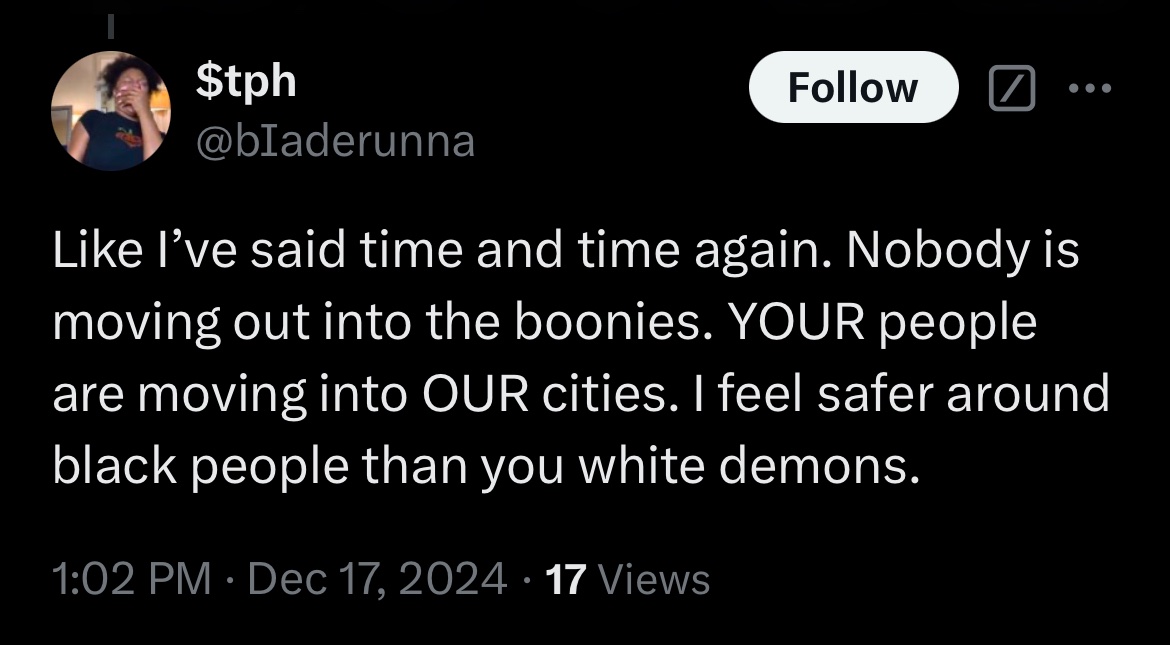 $tph
Follow
@bIaderunna
Like I’ve said time and time again. Nobody is
moving out into the boonies. YOUR people
are moving into OUR cities. I feel safer around
black people than you white demons.
1:02 PM · Dec 17, 2024 · 17 Views